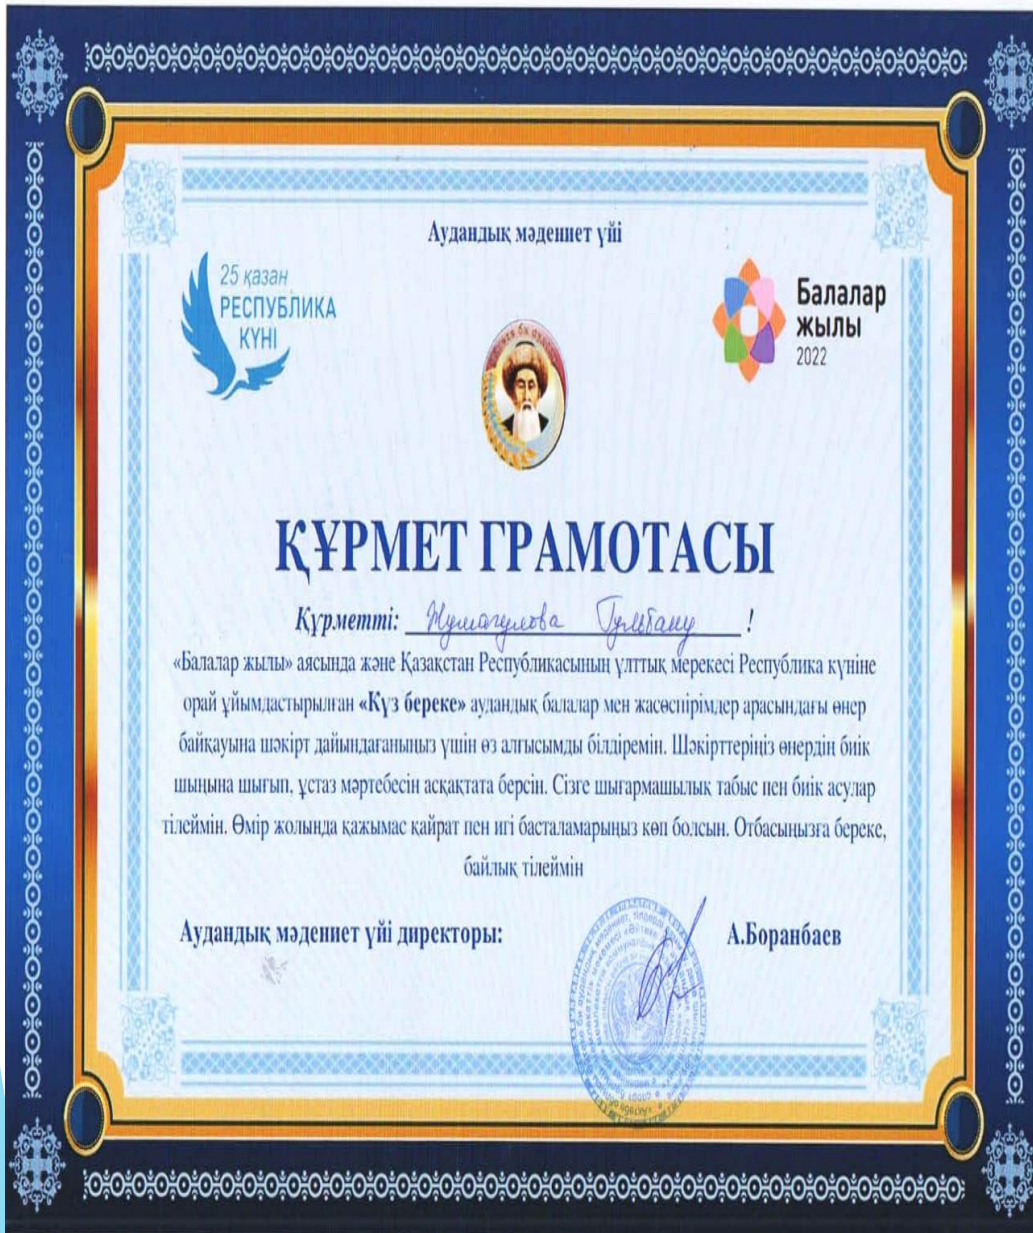 Аудандық мәдениет үйі
25 қазан
РЕСПУБЛИКА
КҮНІ
Балалар
жылы
2022
ҚҰРМЕТ ГРАМОТАСЫ
Құрметті: Жумагулова Гулбану !
«Балалар жылы» аясында және Қазақстан Республикасының ұлттық мерекесі Республика күніне
орай ұйымдастырылған «Күз береке» аудандық балалар мен жасөспірімдер арасындағы өнер
байқауына шәкірт дайындағаныңыз үшін өз алғысымды білдіремін. Шәкірттеріңіз өнердің биік
шыңына шығып, ұстаз мәртебесін асқақтата берсін. Сізге шығармашылық табыс пен биік асулар
тілеймін. Өмір жолында қажымас қайрат пен игі басталамарыңыз көп болсын. Отбасыңызға береке,
байлық тілеймін
Аудандық мәдениет үйі директоры:
А.Боранбаев